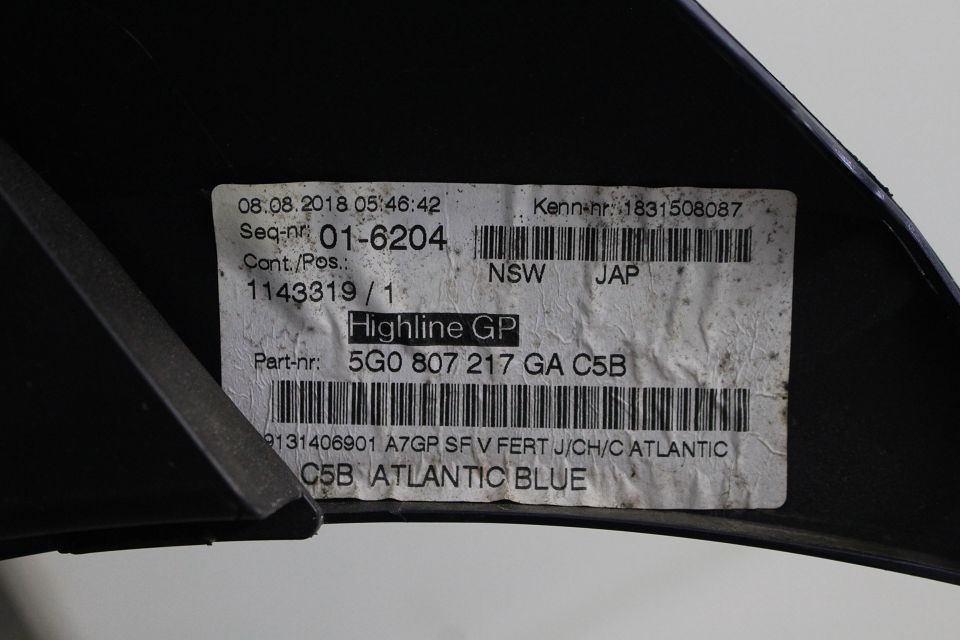 08.08.2018 05:46:42 Kenn-nr: 1831508087
Seq-nr: 01-6204
NSW JAP
Cont./Pos.:
1143319 / 1
Highline GP
Part-nr: 5G0 807 217 GA C5B
9131406901 A7GP SF V FERT J/CH/C ATLANTIC
C5B ATLANTIC BLUE